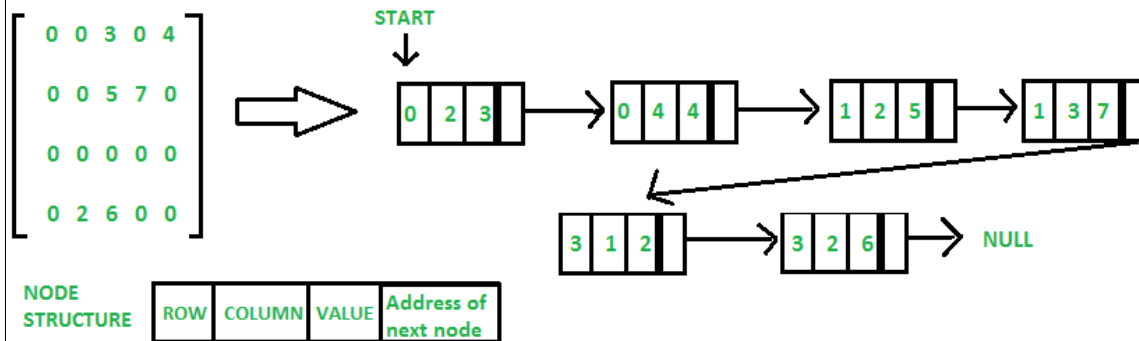 START
0 0 3 0 4
0 0 5 7 0
0 0 0 0 0
0 2 6 0 0
0 2 3
0 4 4
1 2 5
1 3 7
3 1 2
3 2 6
NULL
NODE
STRUCTURE
ROW
COLUMN
VALUE
Address of
next node